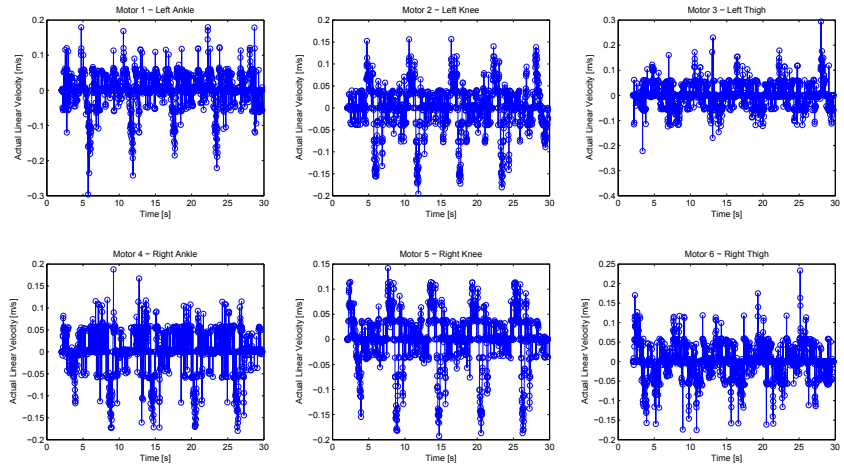 Motor 1 − Left Ankle
Actual Linear Velocity [m/s]
0.2
0.1
0
−0.1
−0.2
−0.3
0 5 10 15 20 25 30
Time [s]
Motor 2 − Left Knee
Actual Linear Velocity [m/s]
0.2
0.15
0.1
0.05
0
−0.05
−0.1
−0.15
−0.2
0 5 10 15 20 25 30
Time [s]
Motor 3 − Left Thigh
Actual Linear Velocity [m/s]
0.3
0.2
0.1
0
−0.1
−0.2
−0.3
−0.4
0 5 10 15 20 25 30
Time [s]
Motor 4 − Right Ankle
Actual Linear Velocity [m/s]
0.2
0.15
0.1
0.05
0
−0.05
−0.1
−0.15
−0.2
0 5 10 15 20 25 30
Time [s]
Motor 5 − Right Knee
Actual Linear Velocity [m/s]
0.15
0.1
0.05
0
−0.05
−0.1
−0.15
−0.2
0 5 10 15 20 25 30
Time [s]
Motor 6 − Right Thigh
Actual Linear Velocity [m/s]
0.25
0.2
0.15
0.1
0.05
0
−0.05
−0.1
−0.15
−0.2
0 5 10 15 20 25 30
Time [s]